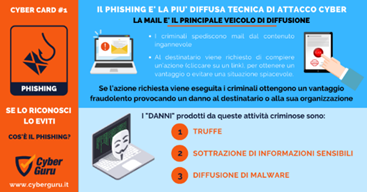 CYBER CARD #1
PHISHING
SE LO RICONOSCI
LO EVITI
COS'È IL PHISHING?
Cyber
Guru
www.cyberguru.it
IL PHISHING E' LA PIU' DIFFUSA TECNICA DI ATTACCO CYBER
LA MAIL E' IL PRINCIPALE VEICOLO DI DIFFUSIONE
I criminali spediscono mail dal contenuto
ingannevole
Al destinatario viene richiesto di compiere
un'azione (cliccare su un link), per ottenere un
vantaggio o evitare una situazione spiacevole
Se l'azione richiesta viene eseguita i criminali ottengono un vantaggio
fraudolento provocando un danno al destinatario o alla sua organizzazione
I "DANNI" prodotti da queste attività criminose sono:
1 TRUFFE
2 SOTTRAZIONE DI INFORMAZIONI SENSIBILI
3 DIFFUSIONE DI MALWARE